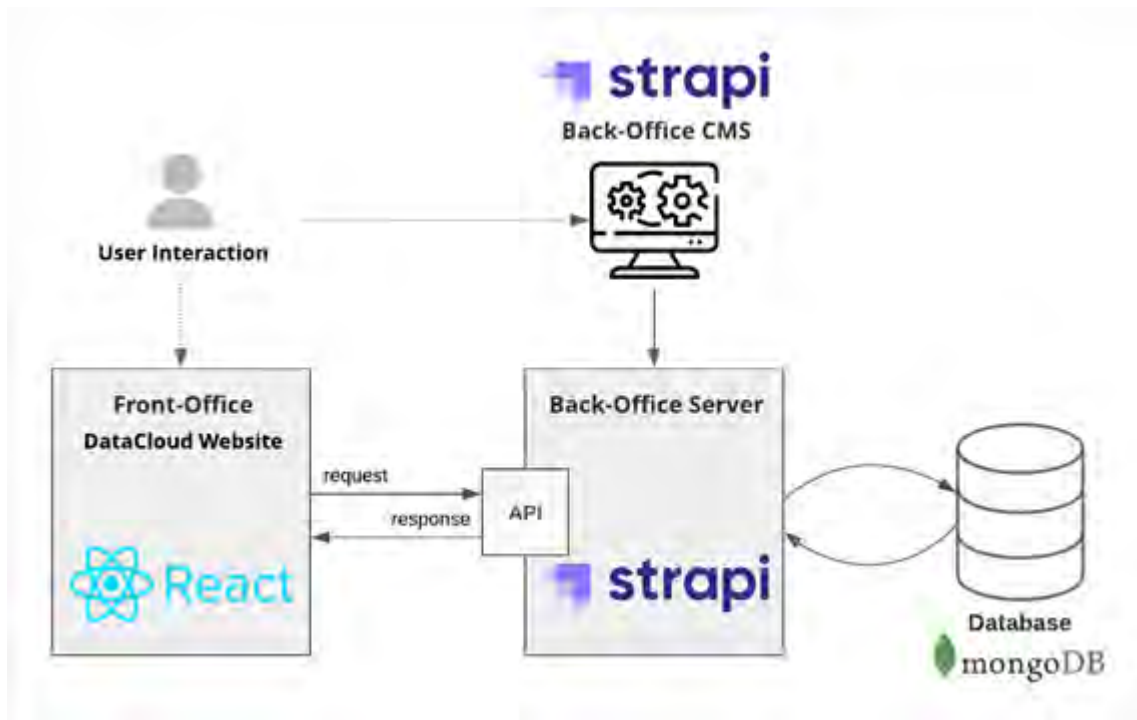 strapi
Back-Office CMS
User Interaction
Front-Office
DataCloud Website
React
request
response
API
Back-Office Server
strapi
Database
mongoDB